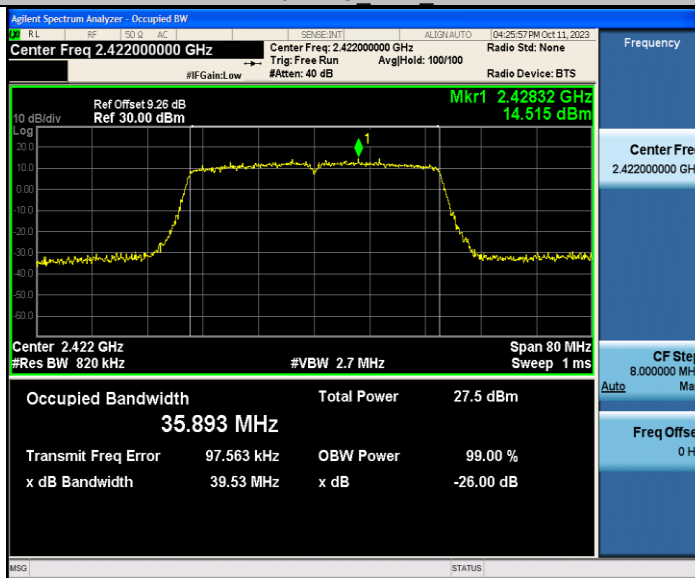 Agilent Spectrum Analyzer - Occupied BW
LXI RL RF 50 Ω AC SENSE:INT ALIGN AUTO 04:25:57 PM Oct 11, 2023
Center Freq 2.422000000 GHz
Center Freq: 2.422000000 GHz
Radio Std: None
Trig: Free Run Avg|Hold: 100/100
#IFGain:Low #Atten: 40 dB Radio Device: BTS
Frequency
Ref Offset 9.26 dB
Mkr1 2.42832 GHz
10 dB/div Ref 30.00 dBm 14.515 dBm
Log
1
20.0
10.0
0.00
-10.0
-20.0
-30.0
-40.0
-50.0
-60.0
Center 2.422 GHz Span 80 MHz
#Res BW 820 kHz #VBW 2.7 MHz Sweep 1 ms
Occupied Bandwidth Total Power 27.5 dBm
35.893 MHz
Transmit Freq Error 97.563 kHz OBW Power 99.00 %
x dB Bandwidth 39.53 MHz x dB -26.00 dB
Center Fre
2.422000000 GH
CF Step
8.000000 MH
Auto Ma
Freq Offse
0 H
MSG STATUS